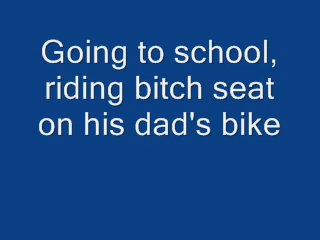 Going to school,
riding bitch seat
on his dad's bike